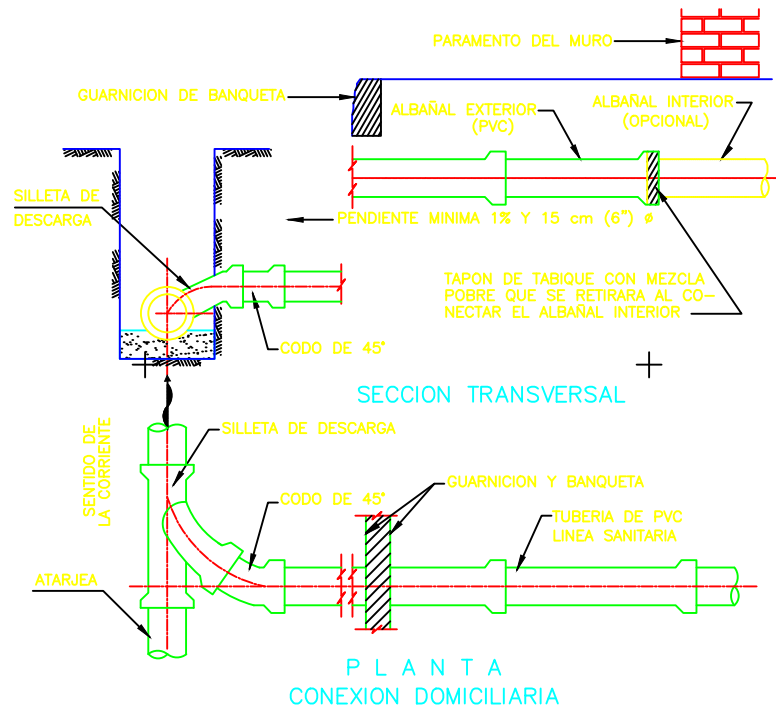 PARAMENTO DEL MURO
GUARNICION DE BANQUETA
ALBAÑAL EXTERIOR
(PVC)
ALBAÑAL INTERIOR
(OPCIONAL)
SILLETA DE
DESCARGA
PENDIENTE MINIMA 1% Y 15 cm (6") ø
TAPON DE TABIQUE CON MEZCLA
POBRE QUE SE RETIRARA AL CO-
NECTAR EL ALBAÑAL INTERIOR
CODO DE 45°
SECCION TRANSVERSAL
SENTIDO DE
LA CORRIENTE
SILLETA DE DESCARGA
CODO DE 45°
GUARNICION Y BANQUETA
TUBERIA DE PVC
LINEA SANITARIA
ATARJEA
P L A N T A
CONEXION DOMICILIARIA